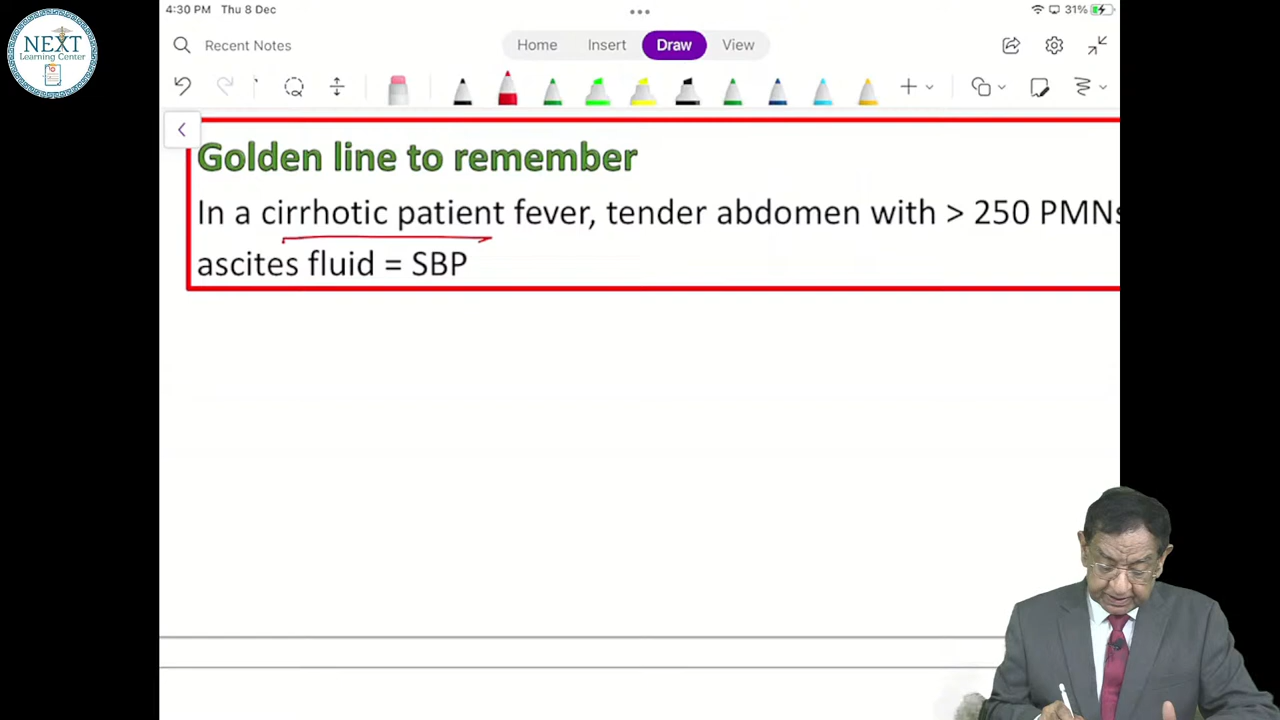 4:30 PM Thu 8 Dec
31%
NEXT
Learning Center
Recent Notes
Home Insert Draw View
Golden line to remember
In a cirrhotic patient fever, tender abdomen with > 250 PMNs
ascites fluid = SBP